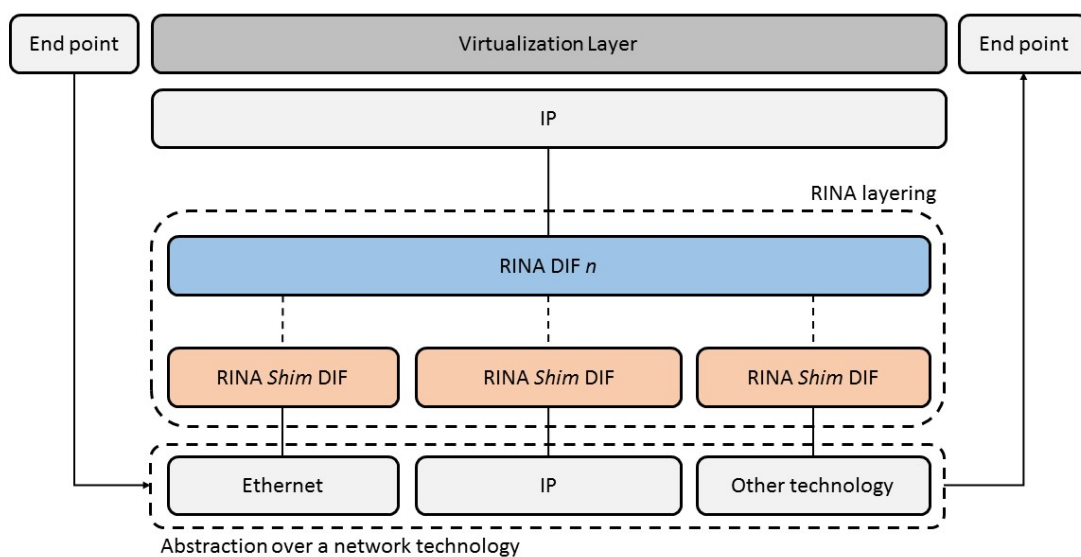 End point
Virtualization Layer
End point
IP
RINA layering
RINA DIF n
RINA Shim DIF
RINA Shim DIF
RINA Shim DIF
Ethernet
IP
Other technology
Abstraction over a network technology